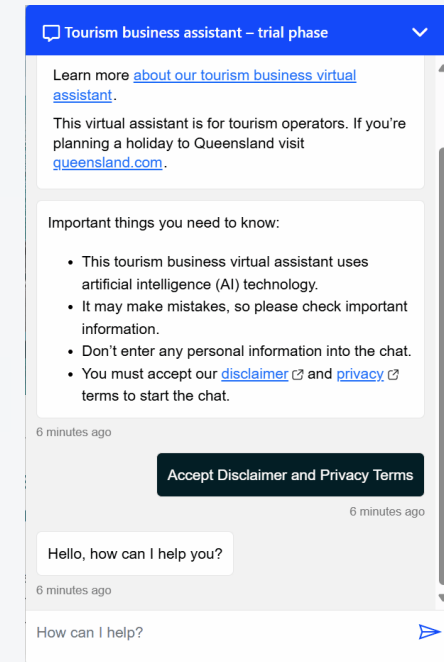 Tourism business assistant – trial phase
Learn more about our tourism business virtual
assistant.
This virtual assistant is for tourism operators. If you're
planning a holiday to Queensland visit
queensland.com.
Important things you need to know:
• This tourism business virtual assistant uses
artificial intelligence (AI) technology.
• It may make mistakes, so please check important
information.
• Don't enter any personal information into the chat.
• You must accept our disclaimer and privacy
terms to start the chat.
6 minutes ago
Accept Disclaimer and Privacy Terms
6 minutes ago
Hello, how can I help you?
6 minutes ago
How can I help?